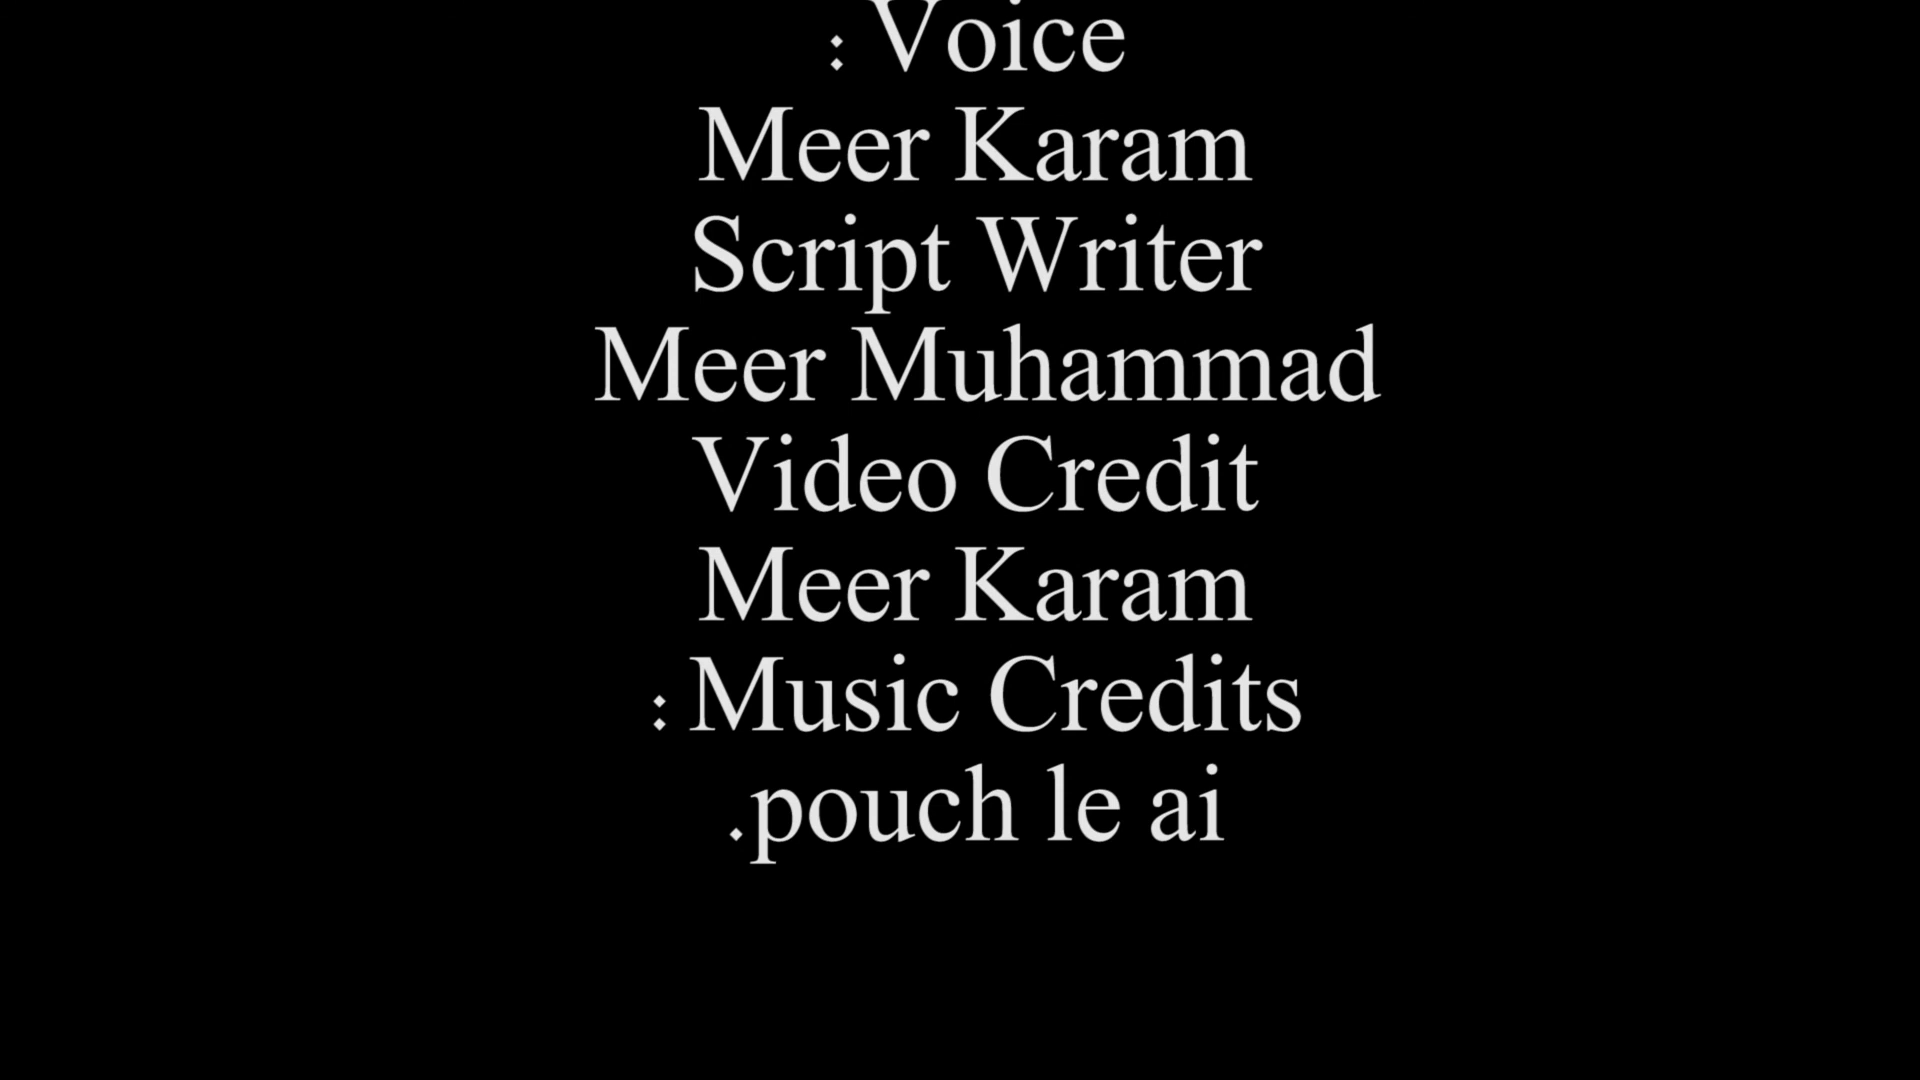 : Voice
Meer Karam
Script Writer
Meer Muhammad
Video Credit
Meer Karam
: Music Credits
.pouch le ai